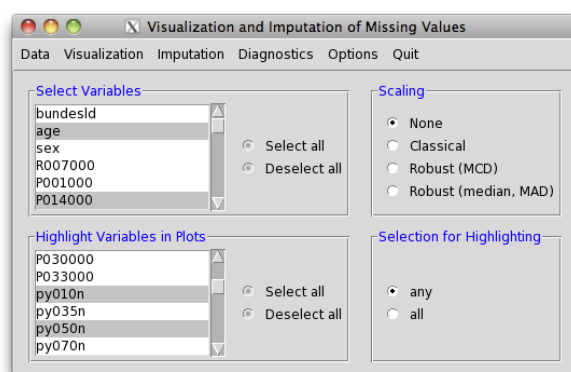 Visualization and Imputation of Missing Values
Data Visualization Imputation Diagnostics Options Quit
Select Variables
bundesld
age
sex
R007000
P001000
P014000
Select all
Deselect all
Scaling
None
Classical
Robust (MCD)
Robust (median, MAD)
Highlight Variables in Plots
P030000
P033000
py010n
py035n
py050n
py070n
Select all
Deselect all
Selection for Highlighting
any
all